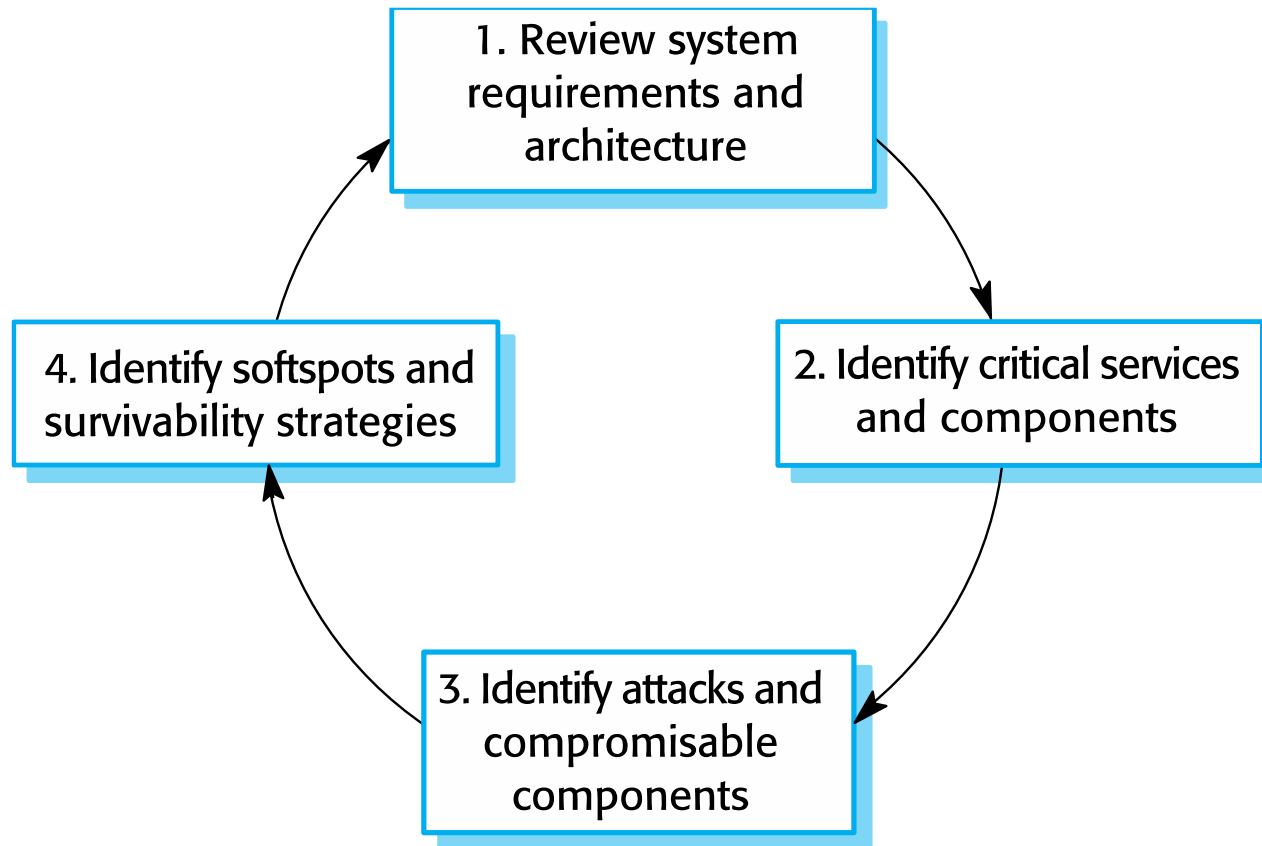 1. Review system
requirements and
architecture
2. Identify critical services
and components
3. Identify attacks and
compromisable
components
4. Identify softspots and
survivability strategies